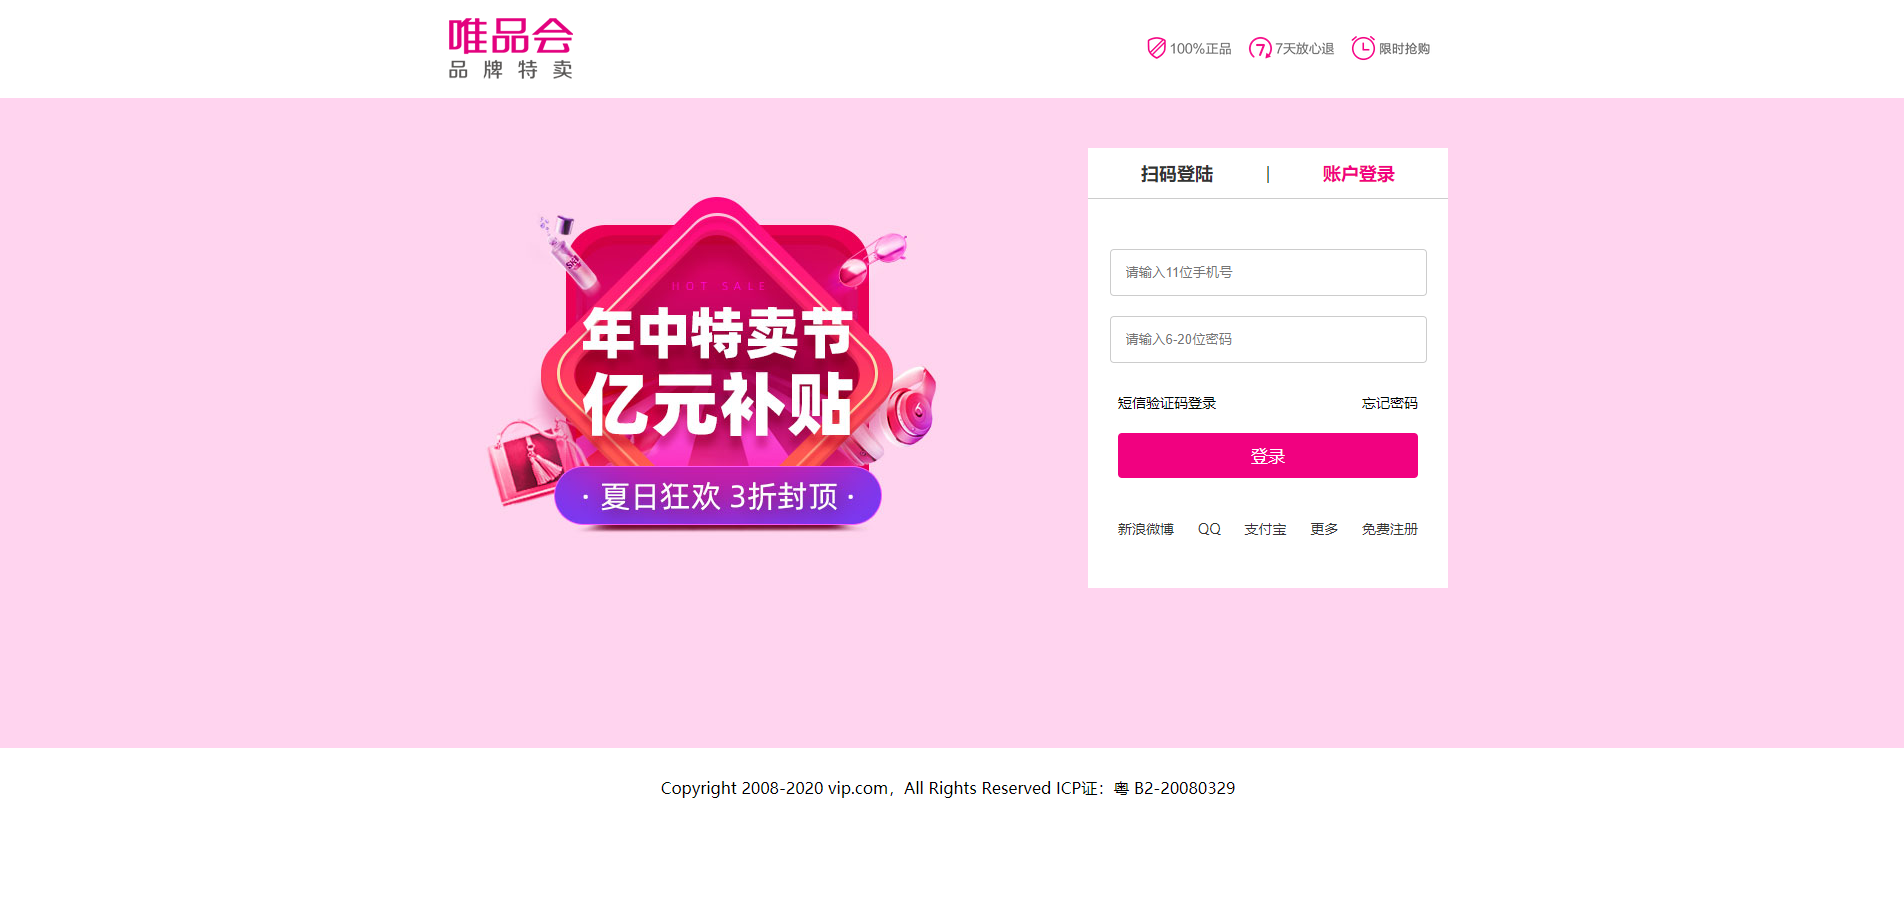 唯品会
品牌特卖
100%正品 7天放心退 限时抢购
扫码登陆 | 账户登录
HOT SALE
年中特卖节
亿元补贴
· 夏日狂欢 3折封顶 ·
请输入11位手机号
请输入6-20位密码
短信验证码登录 忘记密码
登录
新浪微博 QQ 支付宝 更多 免费注册
Copyright 2008-2020 vip.com，All Rights Reserved ICP证：粤 B2-20080329